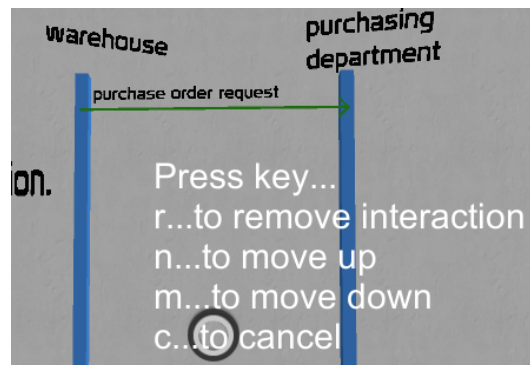 warehouse
purchasing
department
purchase order request
ion.
Press key...
r...to remove interaction
n...to move up
m...to move down
c...to cancel